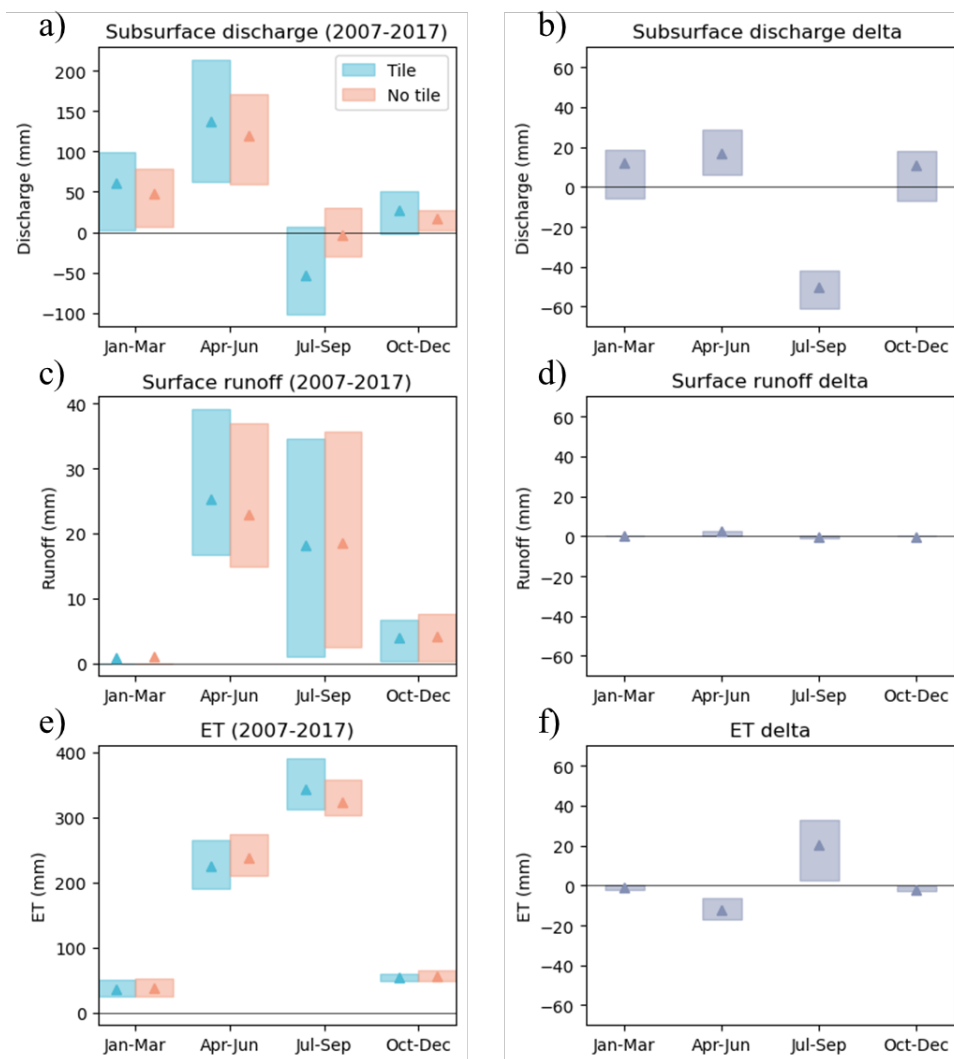 a)
Subsurface discharge (2007-2017)
200
150
100
50
0
−50
−100
Discharge (mm)
Tile
No tile
Jan-Mar Apr-Jun Jul-Sep Oct-Dec
b)
Subsurface discharge delta
60
40
20
0
−20
−40
−60
Discharge (mm)
Jan-Mar Apr-Jun Jul-Sep Oct-Dec
c)
Surface runoff (2007-2017)
40
30
20
10
0
Runoff (mm)
Jan-Mar Apr-Jun Jul-Sep Oct-Dec
d)
Surface runoff delta
60
40
20
0
−20
−40
−60
Runoff (mm)
Jan-Mar Apr-Jun Jul-Sep Oct-Dec
e)
ET (2007-2017)
400
300
200
100
0
ET (mm)
Jan-Mar Apr-Jun Jul-Sep Oct-Dec
f)
ET delta
60
40
20
0
−20
−40
−60
ET (mm)
Jan-Mar Apr-Jun Jul-Sep Oct-Dec